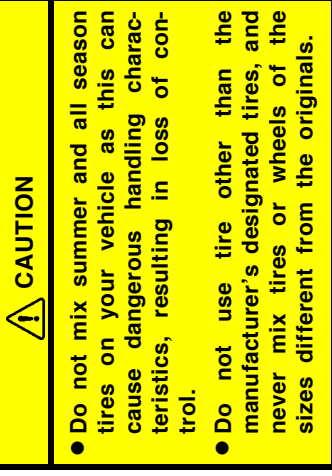 CAUTION
● Do not mix summer and all season
tires on your vehicle as this can
cause dangerous handling charac-
teristics, resulting in loss of con-
trol.
● Do not use tire other than the
manufacturer's designated tires, and
never mix tires or wheels of the
sizes different from the originals.